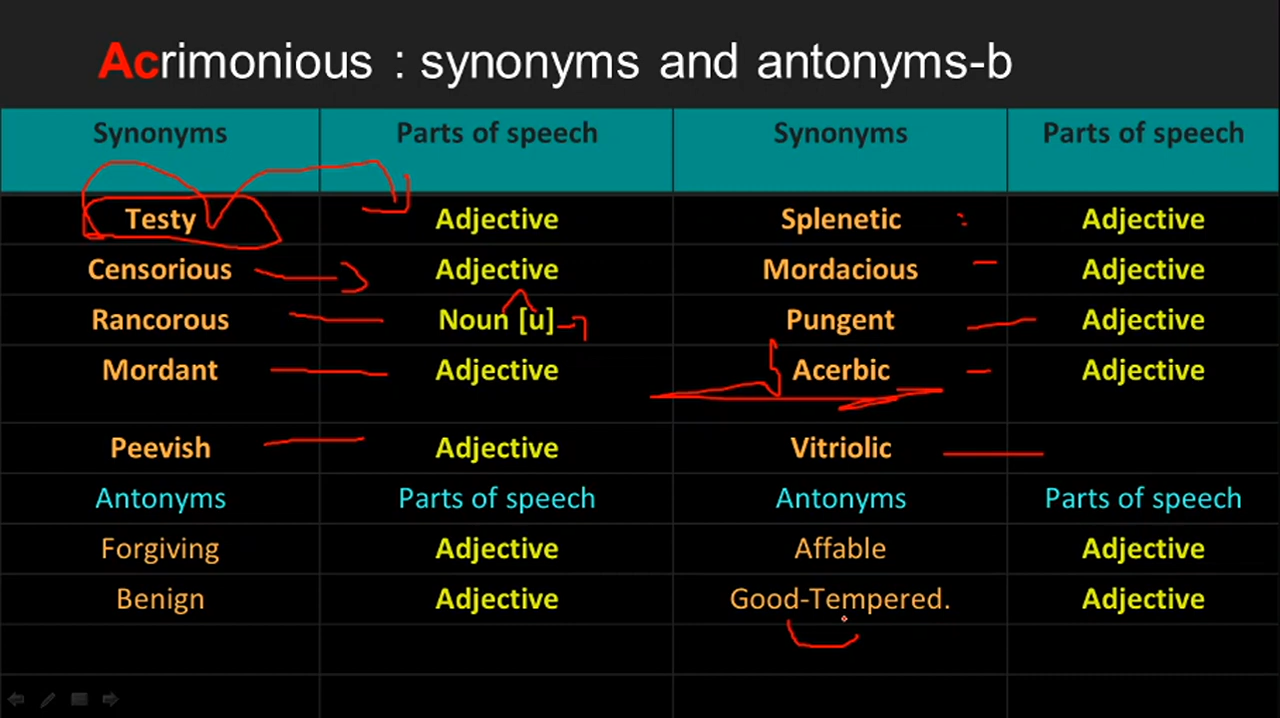 Acrimonious : synonyms and antonyms-b
Synonyms Parts of speech Synonyms Parts of speech
Testy Adjective Splenetic Adjective
Censorious Adjective Mordacious Adjective
Rancorous Noun [u] Pungent Adjective
Mordant Adjective Acerbic Adjective
Peevish Adjective Vitriolic
Antonyms Parts of speech Antonyms Parts of speech
Forgiving Adjective Affable Adjective
Benign Adjective Good-Tempered. Adjective